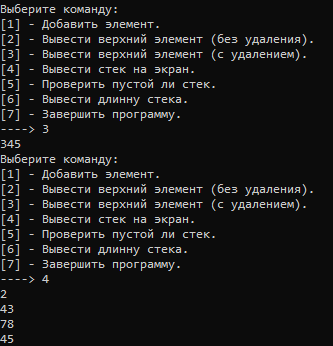 Выберите команду:
[1] - Добавить элемент.
[2] - Вывести верхний элемент (без удаления).
[3] - Вывести верхний элемент (с удалением).
[4] - Вывести стек на экран.
[5] - Проверить пустой ли стек.
[6] - Вывести длинну стека.
[7] - Завершить программу.
----> 3
345
Выберите команду:
[1] - Добавить элемент.
[2] - Вывести верхний элемент (без удаления).
[3] - Вывести верхний элемент (с удалением).
[4] - Вывести стек на экран.
[5] - Проверить пустой ли стек.
[6] - Вывести длинну стека.
[7] - Завершить программу.
----> 4
2
43
78
45